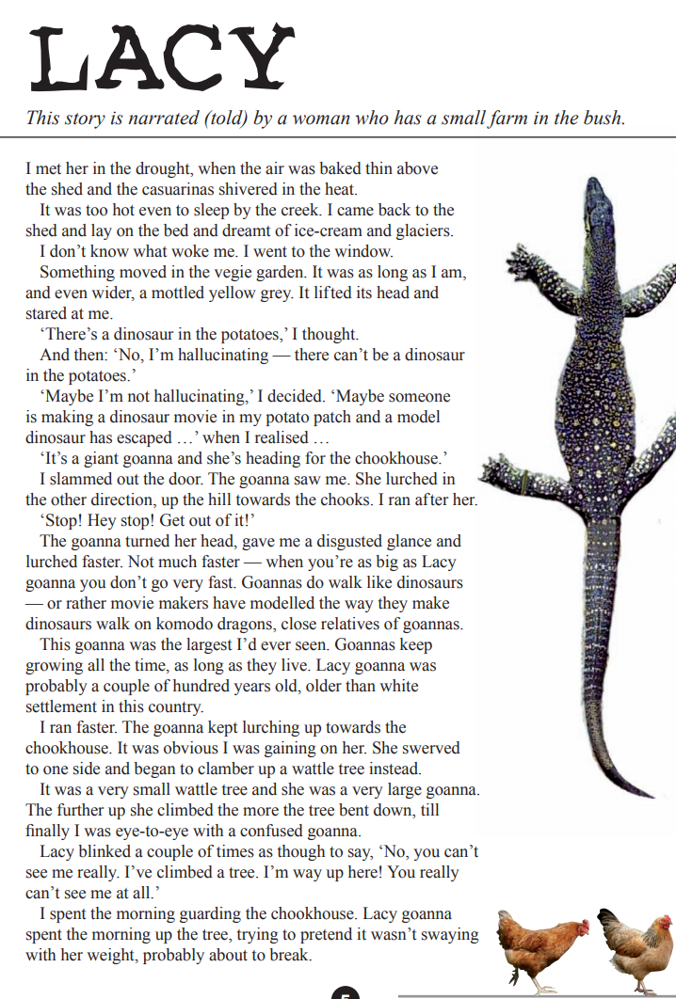 LACY
This story is narrated (told) by a woman who has a small farm in the bush.
I met her in the drought, when the air was baked thin above
the shed and the casuarinas shivered in the heat.
It was too hot even to sleep by the creek. I came back to the
shed and lay on the bed and dreamt of ice-cream and glaciers.
I don’t know what woke me. I went to the window.
Something moved in the vegie garden. It was as long as I am,
and even wider, a mottled yellow grey. It lifted its head and
stared at me.
‘There’s a dinosaur in the potatoes,’ I thought.
And then: ‘No, I’m hallucinating — there can’t be a dinosaur
in the potatoes.’
‘Maybe I’m not hallucinating,’ I decided. ‘Maybe someone
is making a dinosaur movie in my potato patch and a model
dinosaur has escaped …’ when I realised …
‘It’s a giant goanna and she’s heading for the chookhouse.’
I slammed out the door. The goanna saw me. She lurched in
the other direction, up the hill towards the chooks. I ran after her.
‘Stop! Hey stop! Get out of it!’
The goanna turned her head, gave me a disgusted glance and
lurched faster. Not much faster — when you’re as big as Lacy
goanna you don’t go very fast. Goannas do walk like dinosaurs
— or rather movie makers have modelled the way they make
dinosaurs walk on komodo dragons, close relatives of goannas.
This goanna was the largest I’d ever seen. Goannas keep
growing all the time, as long as they live. Lacy goanna was
probably a couple of hundred years old, older than white
settlement in this country.
I ran faster. The goanna kept lurching up towards the
chookhouse. It was obvious I was gaining on her. She swerved
to one side and began to clamber up a wattle tree instead.
It was a very small wattle tree and she was a very large goanna.
The further up she climbed the more the tree bent down, till
finally I was eye-to-eye with a confused goanna.
Lacy blinked a couple of times as though to say, ‘No, you can’t
see me really. I’ve climbed a tree. I’m way up here! You really
can’t see me at all.’
I spent the morning guarding the chookhouse. Lacy goanna
spent the morning up the tree, trying to pretend it wasn’t swaying
with her weight, probably about to break.